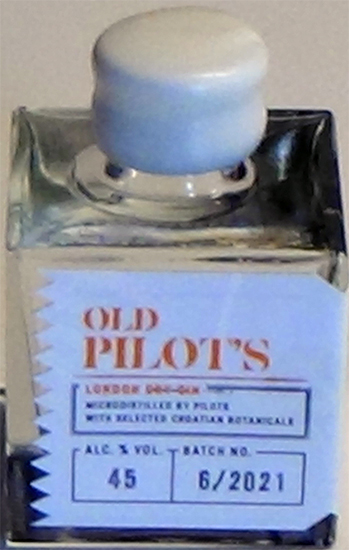 OLD
PILOT'S
LONDON DRY GIN
MICRODISTILLED BY PILOTS
WITH SELECTED CROATIAN BOTANICALS
ALC. % VOL. BATCH NO.
45 6/2021